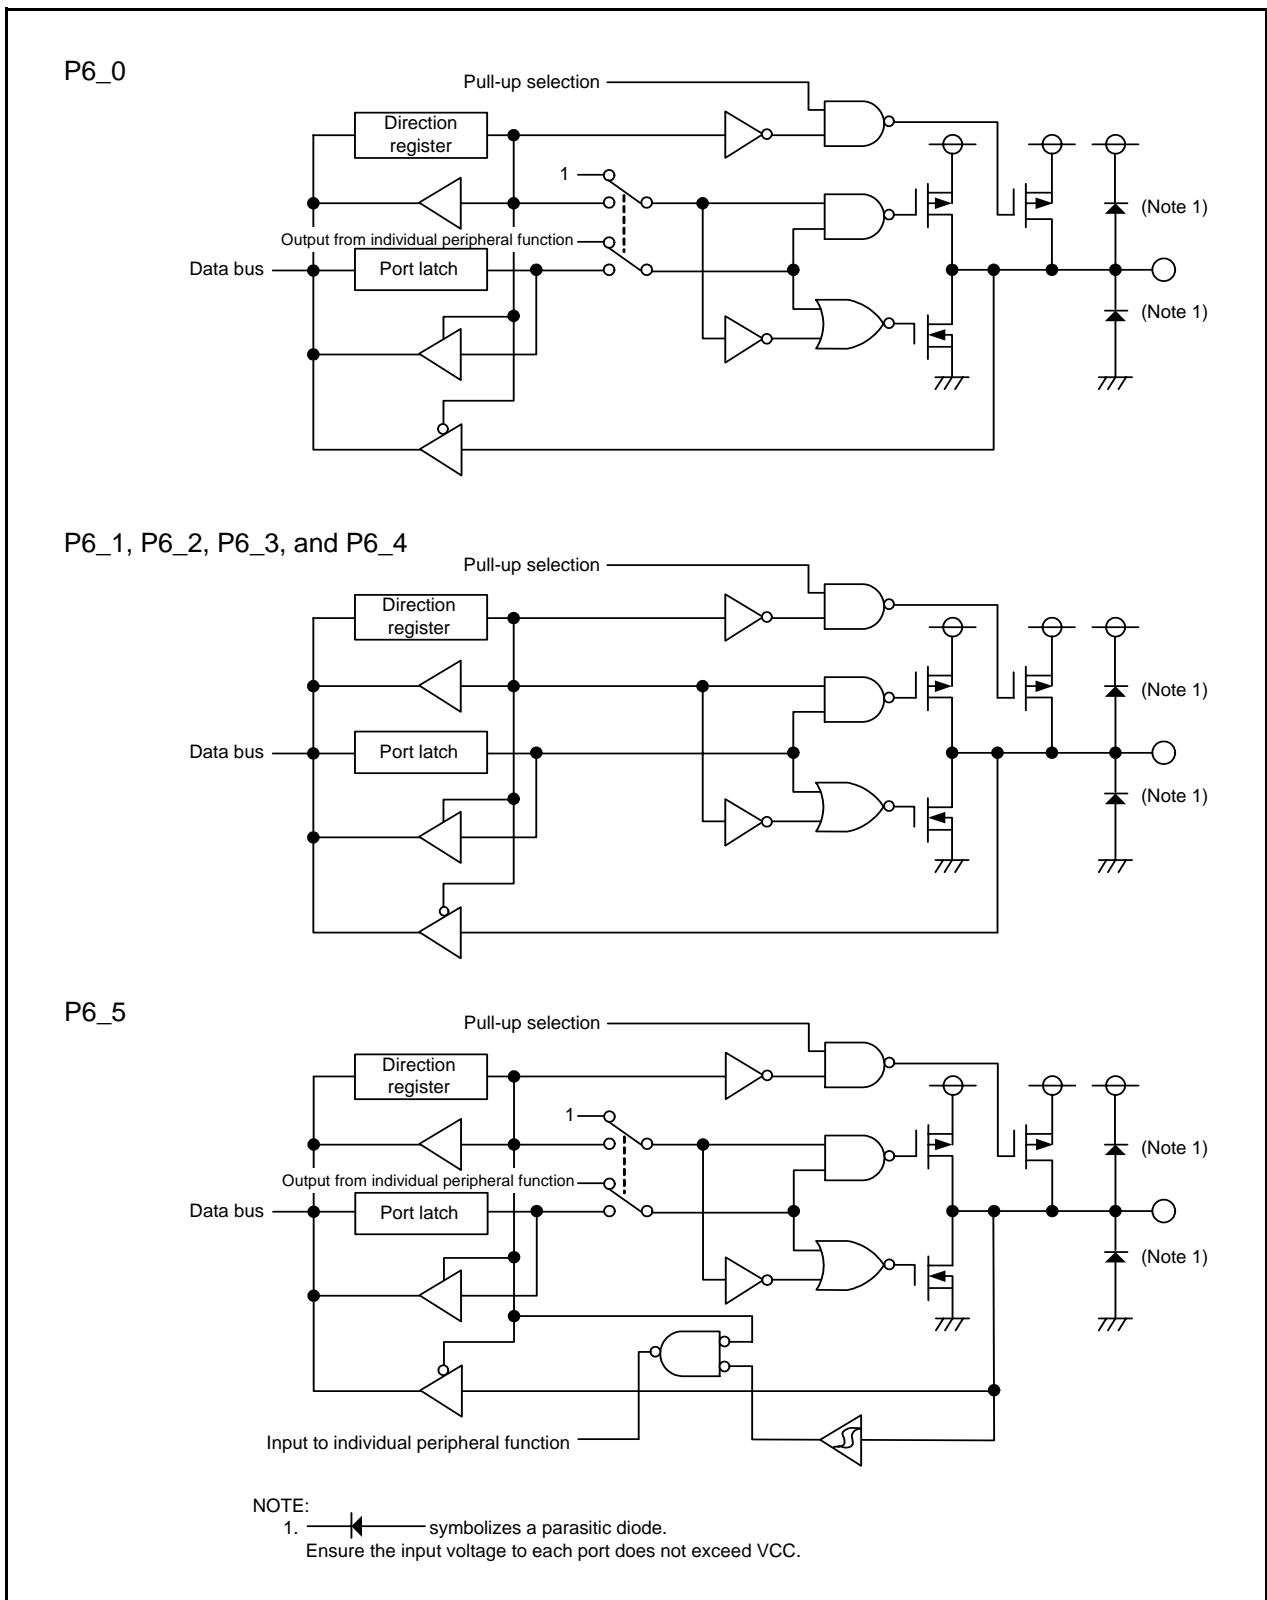 P6_0
Pull-up selection
Direction
register
1
(Note 1)
Output from individual peripheral function
Data bus
Port latch
(Note 1)
P6_1, P6_2, P6_3, and P6_4
Pull-up selection
Direction
register
(Note 1)
Data bus
Port latch
(Note 1)
P6_5
Pull-up selection
Direction
register
1
(Note 1)
Output from individual peripheral function
Data bus
Port latch
(Note 1)
Input to individual peripheral function
NOTE:
1. symbolizes a parasitic diode.
Ensure the input voltage to each port does not exceed VCC.